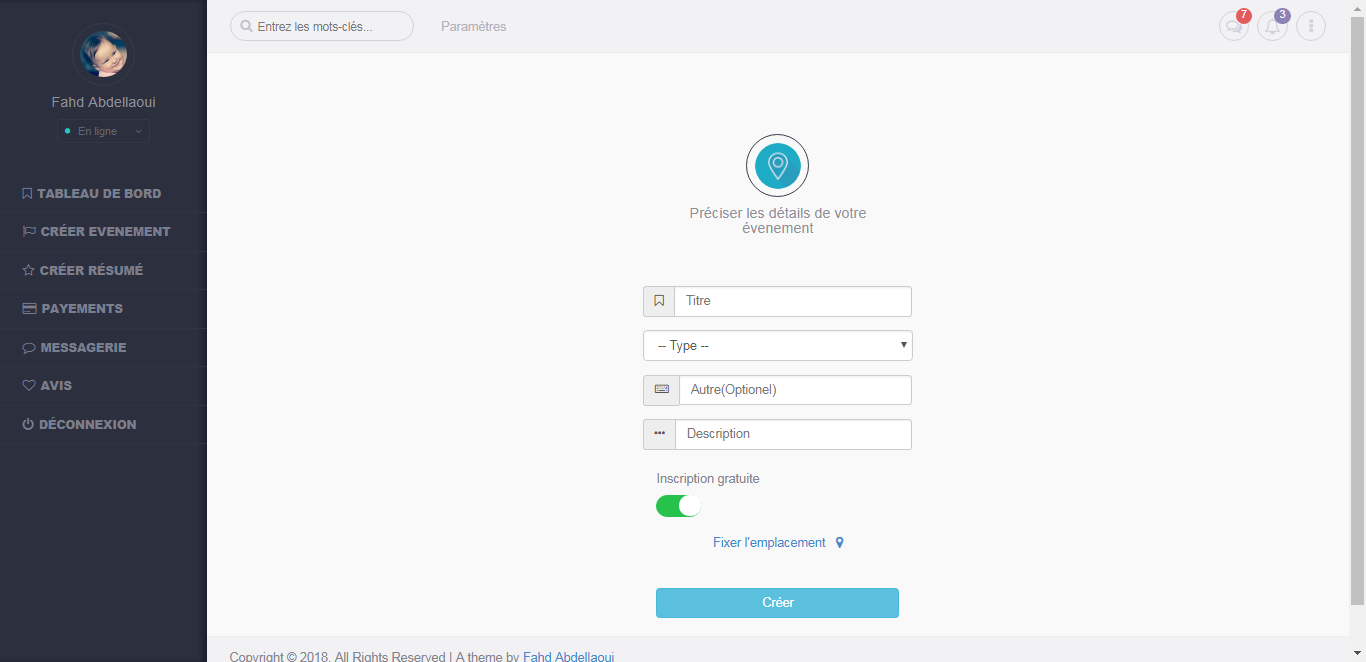 Fahd Abdellaoui
En ligne
TABLEAU DE BORD
CRÉER EVENEMENT
CRÉER RÉSUMÉ
PAYEMENTS
MESSAGERIE
AVIS
DÉCONNEXION
Entrez les mots-clés...
Paramètres
7
3
Préciser les détails de votre
évenement
Titre
-- Type --
Autre(Optionel)
Description
Inscription gratuite
Fixer l'emplacement
Créer
Copyright © 2018. All Rights Reserved | A theme by Fahd Abdellaoui